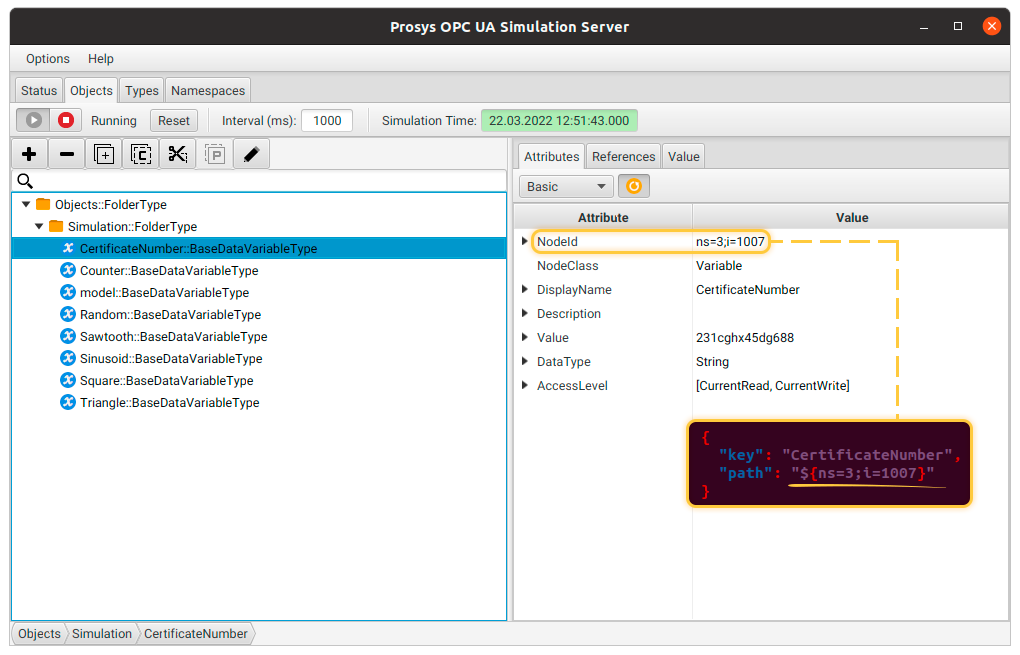 Prosys OPC UA Simulation Server
Options Help
Status Objects Types Namespaces
Running Reset Interval (ms): 1000 Simulation Time: 22.03.2022 12:51:43.000
Objects::FolderType
Simulation::FolderType
CertificateNumber::BaseDataVariableType
Counter::BaseDataVariableType
model::BaseDataVariableType
Random::BaseDataVariableType
Sawtooth::BaseDataVariableType
Sinusoid::BaseDataVariableType
Square::BaseDataVariableType
Triangle::BaseDataVariableType
Attributes References Value
Basic
Attribute Value
NodeId ns=3;i=1007
NodeClass Variable
DisplayName CertificateNumber
Description
Value 231cghx45dg688
DataType String
AccessLevel [CurrentRead, CurrentWrite]
{
"key": "CertificateNumber",
"path": "${ns=3;i=1007}"
}
Objects Simulation CertificateNumber